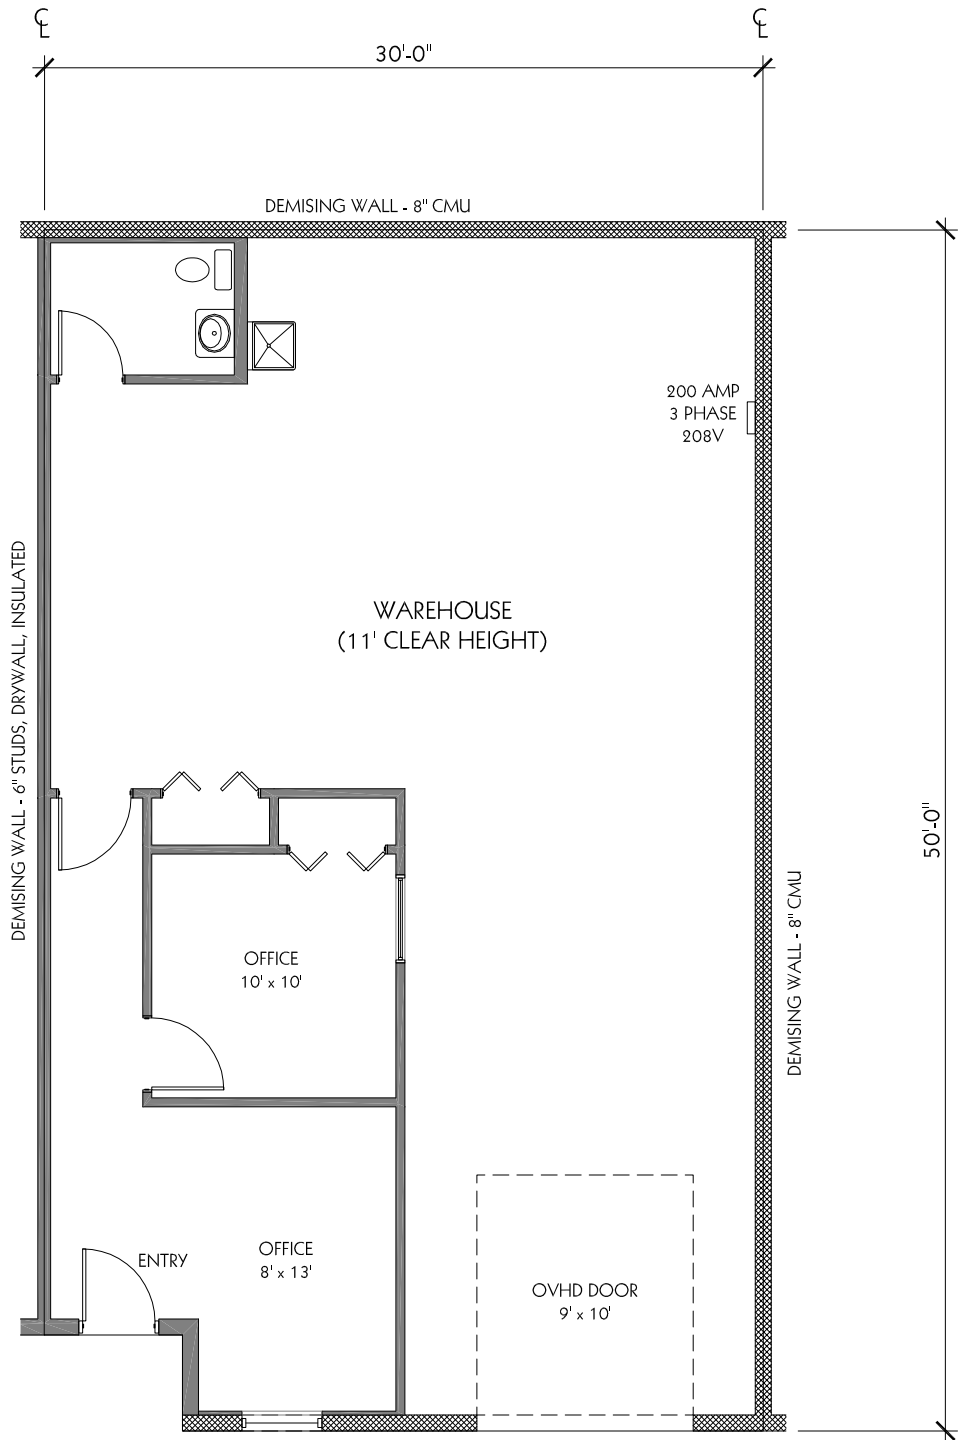 ℄ ℄
30'-0"
DEMISING WALL - 8" CMU
200 AMP
3 PHASE
208V
DEMISING WALL - 6" STUDS, DRYWALL, INSULATED
WAREHOUSE
(11' CLEAR HEIGHT)
50'-0"
DEMISING WALL - 8" CMU
OFFICE
10' x 10'
ENTRY
OFFICE
8' x 13'
OVHD DOOR
9' x 10'